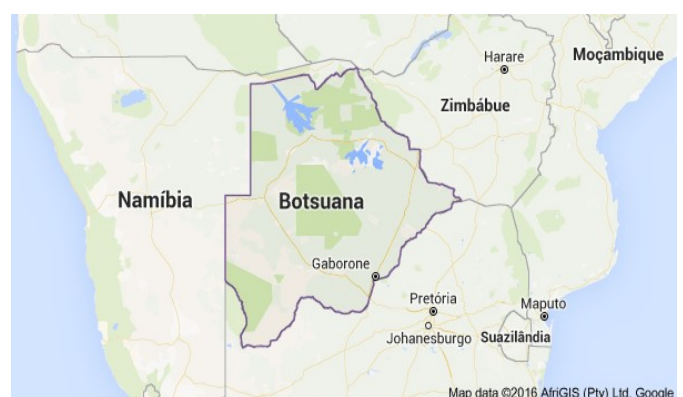 Harare
Moçambique
Zimbábue
Namíbia
Botsuana
Gaborone
Pretória
Maputo
Johanesburgo
Suazilândia
Map data ©2016 AfriGIS (Pty) Ltd, Google